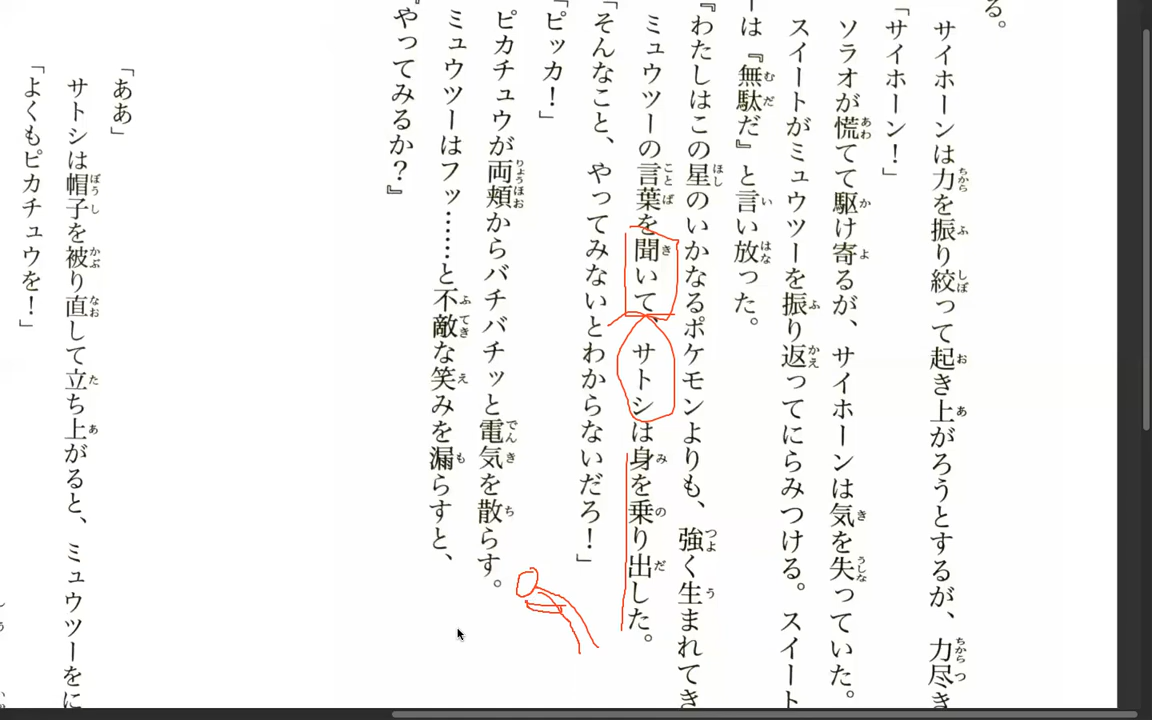 る。
サイホーンは力を振り絞って起き上がろうとするが、力尽き
「サイホーン！」
ソラオが慌てて駆け寄るが、サイホーンは気を失っていた。
スイートがミュウツーを振り返ってにらみつける。スイート
ーは『無駄だ』と言い放った。
『わたしはこの星のいかなるポケモンよりも、強く生まれてき
ミュウツーの言葉を聞いて、サトシは身を乗り出した。
「そんなこと、やってみないとわからないだろ！」
「ピッカ！」
ピカチュウが両頬からバチバチッと電気を散らす。
ミュウツーはフッ……と不敵な笑みを漏らすと、
『やってみるか？』
「ああ」
サトシは帽子を被り直して立ち上がると、ミュウツーをに
「よくもピカチュウを！」